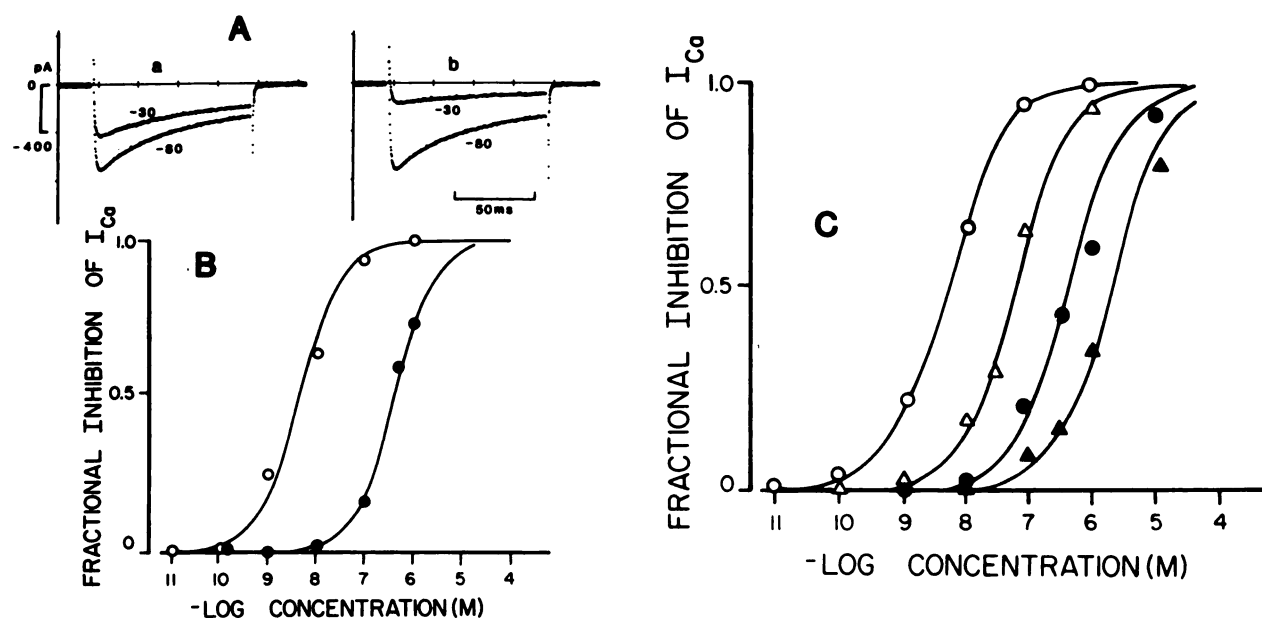 A
pA
a
b
0
-30
-30
-400
-80
-80
50ms
FRACTIONAL INHIBITION OF ICa
1.0
B
0.5
0
11 10 9 8 7 6 5 4
-LOG CONCENTRATION(M)
FRACTIONAL INHIBITION OF ICa
1.0
C
0.5
0
11 10 9 8 7 6 5 4
-LOG CONCENTRATION(M)